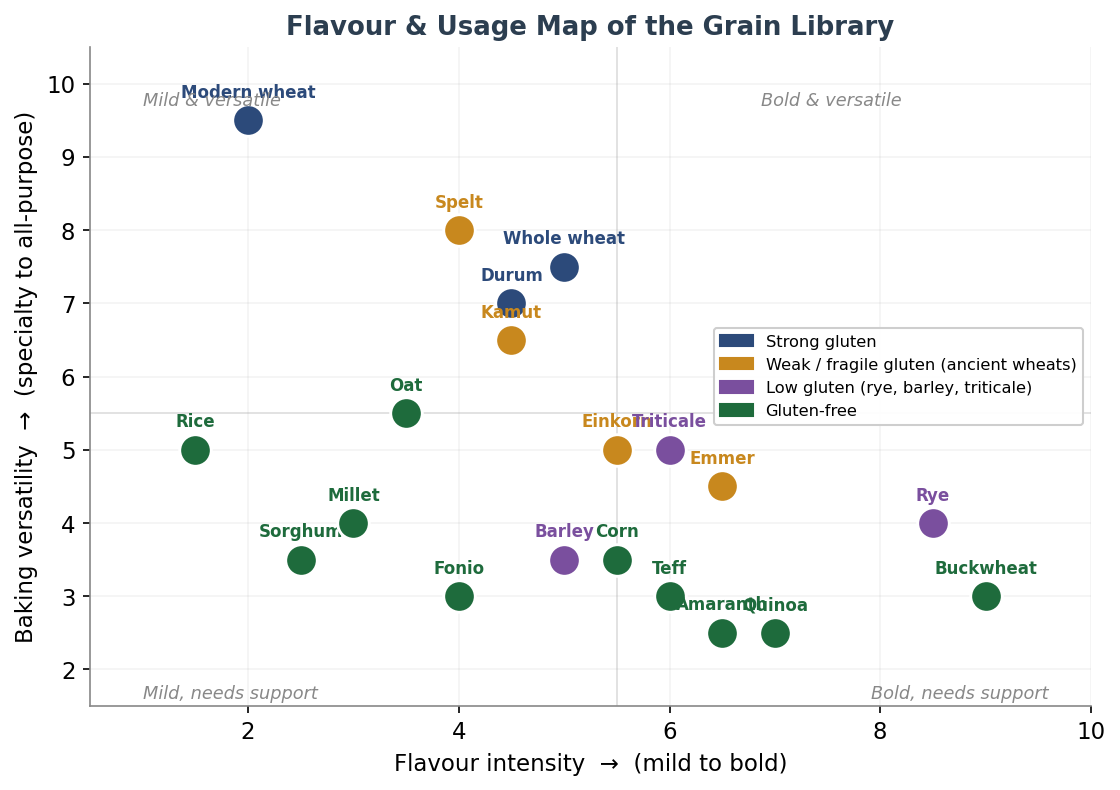 Flavour & Usage Map of the Grain Library
10
9
8
7
6
5
4
3
2
Baking versatility → (specialty to all-purpose)
Modern wheat
Mild & versatile
Bold & versatile
Spelt
Whole wheat
Durum
Kamut
Strong gluten
Weak / fragile gluten (ancient wheats)
Low gluten (rye, barley, triticale)
Gluten-free
Oat
Rice
Einkorn
Triticale
Emmer
Millet
Rye
Sorghum
Barley
Corn
Fonio
Teff
Buckwheat
Amaranth
Quinoa
Mild, needs support
Bold, needs support
2
4
6
8
10
Flavour intensity → (mild to bold)